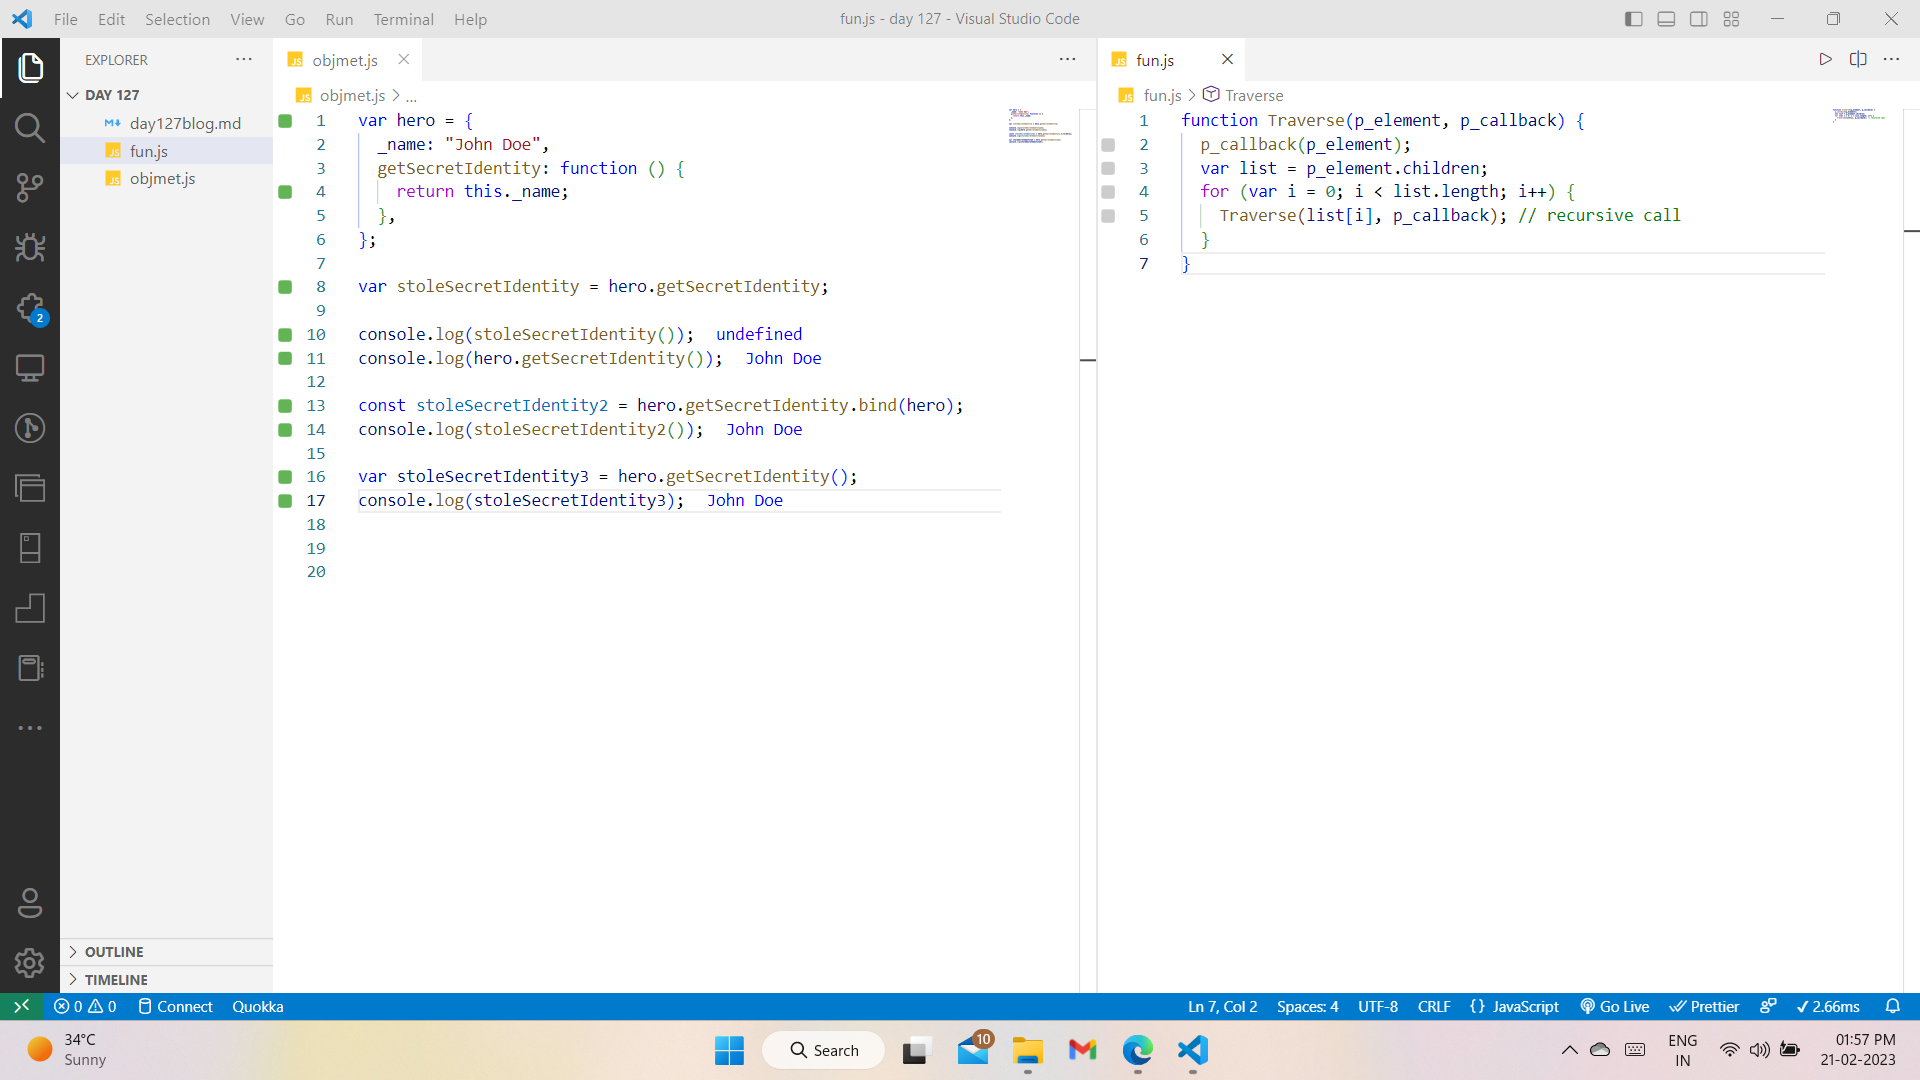 File Edit Selection View Go Run Terminal Help
fun.js - day 127 - Visual Studio Code
EXPLORER
DAY 127
day127blog.md
fun.js
objmet.js
OUTLINE
TIMELINE
2
objmet.js
objmet.js > ...
1 var hero = {
2 _name: "John Doe",
3 getSecretIdentity: function () {
4 return this._name;
5 },
6 };
7
8 var stoleSecretIdentity = hero.getSecretIdentity;
9
10 console.log(stoleSecretIdentity()); undefined
11 console.log(hero.getSecretIdentity()); John Doe
12
13 const stoleSecretIdentity2 = hero.getSecretIdentity.bind(hero);
14 console.log(stoleSecretIdentity2()); John Doe
15
16 var stoleSecretIdentity3 = hero.getSecretIdentity();
17 console.log(stoleSecretIdentity3); John Doe
18
19
20
fun.js
fun.js > Traverse
1 function Traverse(p_element, p_callback) {
2 p_callback(p_element);
3 var list = p_element.children;
4 for (var i = 0; i < list.length; i++) {
5 Traverse(list[i], p_callback); // recursive call
6 }
7 }
0 0 Connect Quokka
Ln 7, Col 2 Spaces: 4 UTF-8 CRLF {} JavaScript Go Live Prettier 2.66ms
34°C
Sunny
Search
10
ENG
IN
01:57 PM
21-02-2023